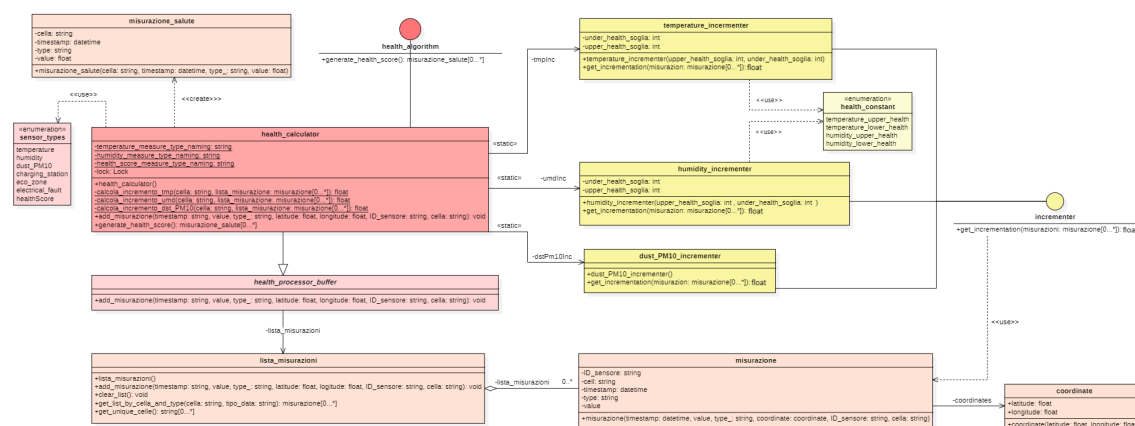 misurazione_salute
-cella: string
-timestamp: datetime
-type: string
-value: float
+misurazione_salute(cella: string, timestamp: datetime, type_: string, value: float)
health_algorithm
+generate_health_score(): misurazione_salute[0...*]
temperature_incermenter
-under_health_soglia: int
-upper_health_soglia: int
+temperature_incrementer(upper_health_soglia: int, under_health_soglia: int)
+get_incrementation(misurazion: misurazione[0...*]): float
-tmpInc
<<use>>
<<create>>>
<<use>>
«enumeration»
health_constant
temperature_upper_health
temperature_lower_health
humidity_upper_health
humidity_lower_health
<<use>>
«enumeration»
sensor_types
temperature
humidity
dust_PM10
charging_station
eco_zone
electrical_fault
healthScore
health_calculator
-temperature_measure_type_naming: string
-humidity_measure_type_naming: string
-health_score_measure_type_naming: string
-lock: Lock
+health_calculator()
-calcola_incremento_tmp(cella: string, lista_misurazione: misurazione[0...*]): float
-calcola_incremento_umd(cella: string, lista_misurazione: misurazione[0...*]): float
-calcola_incremento_dst_PM10(cella: string, lista_misurazione: misurazione[0...*]): float
+add_misurazione(timestamp: string, value, type_: string, latitude: float, longitude: float, ID_sensore: string, cella: string): void
+generate_health_score(): misurazione_salute[0...*]
«static»
«static»
-umdInc
«static»
-dstPm10Inc
humidity_incrementer
-under_health_soglia: int
-upper_health_soglia: int
+humidity_incrementer(upper_health_soglia: int , under_health_soglia: int )
+get_incrementation(misurazion: misurazione[0...*]): float
incrementer
+get_incrementation(misurazioni: misurazione[0...*]): float
dust_PM10_incrementer
+dust_PM10_incrementer()
+get_incrementation(misurazion: misurazione[0...*]): float
health_processor_buffer
+add_misurazione(timestamp: string, value, type_: string, latitude: float, longitude: float, ID_sensore: string, cella: string): void
-lista_misurazioni
<<use>>
lista_misurazioni
+lista_misurazioni()
+add_misurazione(timestamp: string, value, type_: string, latitude: float, logitude: float, ID_sensore: string, cella: string): void
+clear_list(): void
+get_list_by_cella_and_type(cella: string, tipo_data: string): misurazione[0...*]
+get_unique_celle(): string[0...*]
-lista_misurazioni
0..*
misurazione
-ID_sensore: string
-cell: string
-timestamp: datetime
-type: string
-value
+misurazione(timestamp: datetime, value, type_: string, coordinate: coordinate, ID_sensore: string, cella: string)
-coordinates
coordinate
+latitude: float
+longitude: float
+coordinate(latitude: float, longitude: float